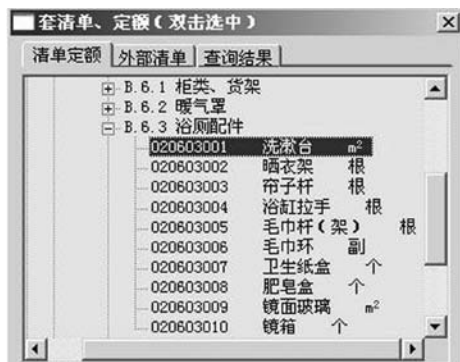 套清单、定额(双击选中)
清单定额 外部清单 查询结果
B.6.1 柜类、货架
B.6.2 暖气罩
B.6.3 浴厕配件
020603001 洗漱台 m²
020603002 晒衣架 根
020603003 帘子杆 根
020603004 浴缸拉手 根
020603005 毛巾杆(架) 根
020603006 毛巾环 副
020603007 卫生纸盒 个
020603008 肥皂盒 个
020603009 镜面玻璃 m²
020603010 镜箱 个